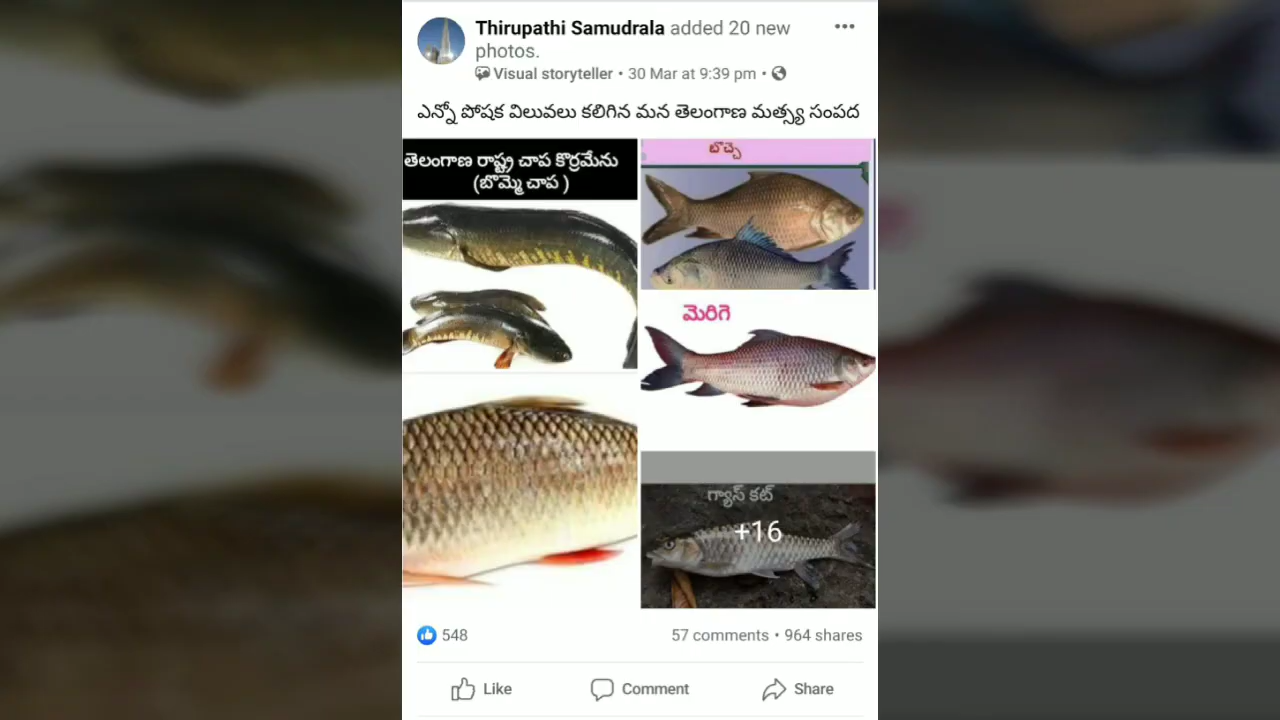 Thirupathi Samudrala added 20 new
photos.
Visual storyteller • 30 Mar at 9:39 pm •
ఎన్నో పోషక విలువలు కలిగిన మన తెలంగాణ మత్స్య సంపద
తెలంగాణ రాష్ట్ర చాప కొర్రమేను
(బొమ్మె చాప )
బొచ్చె
మెరిగె
గ్యాస్ కట్
+16
548
57 comments • 964 shares
Like
Comment
Share